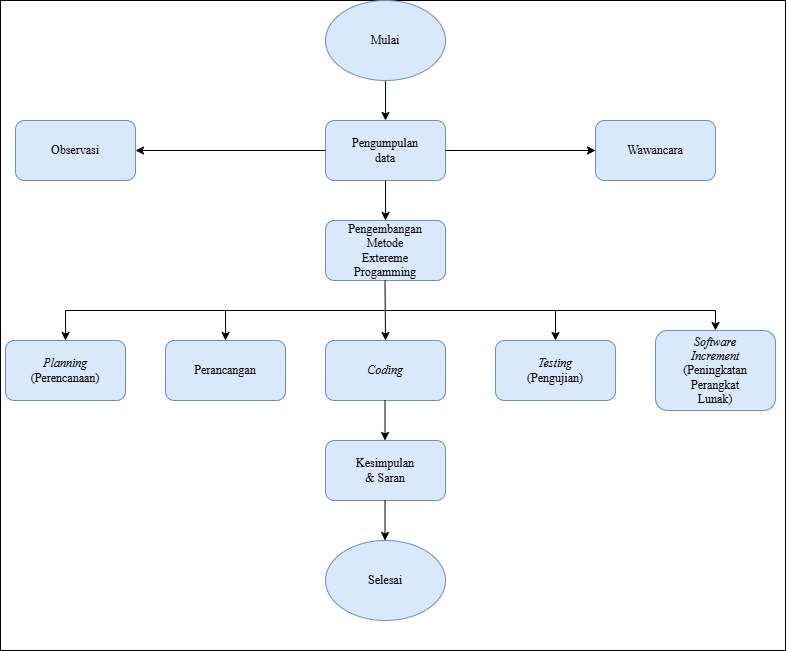 Mulai
Observasi
Pengumpulan
data
Wawancara
Pengembangan
Metode
Extereme
Progamming
Planning
(Perencanaan)
Perancangan
Coding
Testing
(Pengujian)
Software
Increment
(Peningkatan
Perangkat
Lunak)
Kesimpulan
& Saran
Selesai